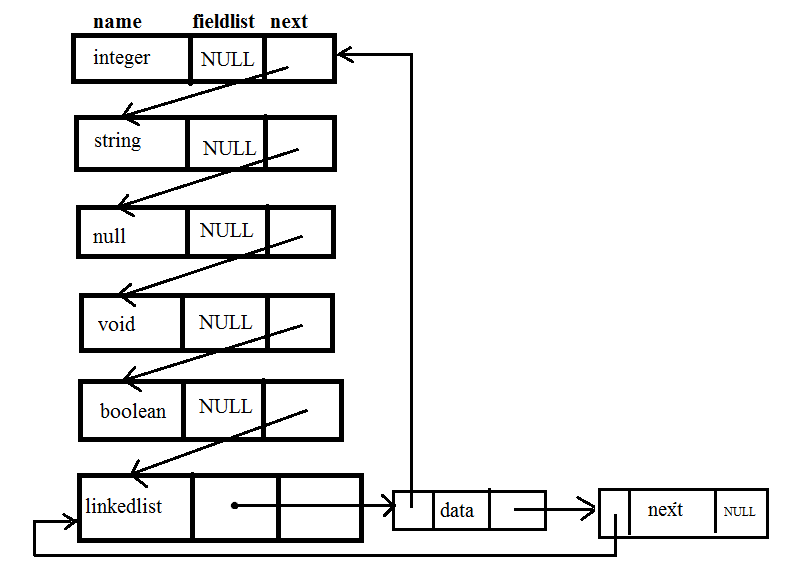 name fieldlist next
integer NULL
string NULL
null NULL
void NULL
boolean NULL
linkedlist
data
next NULL